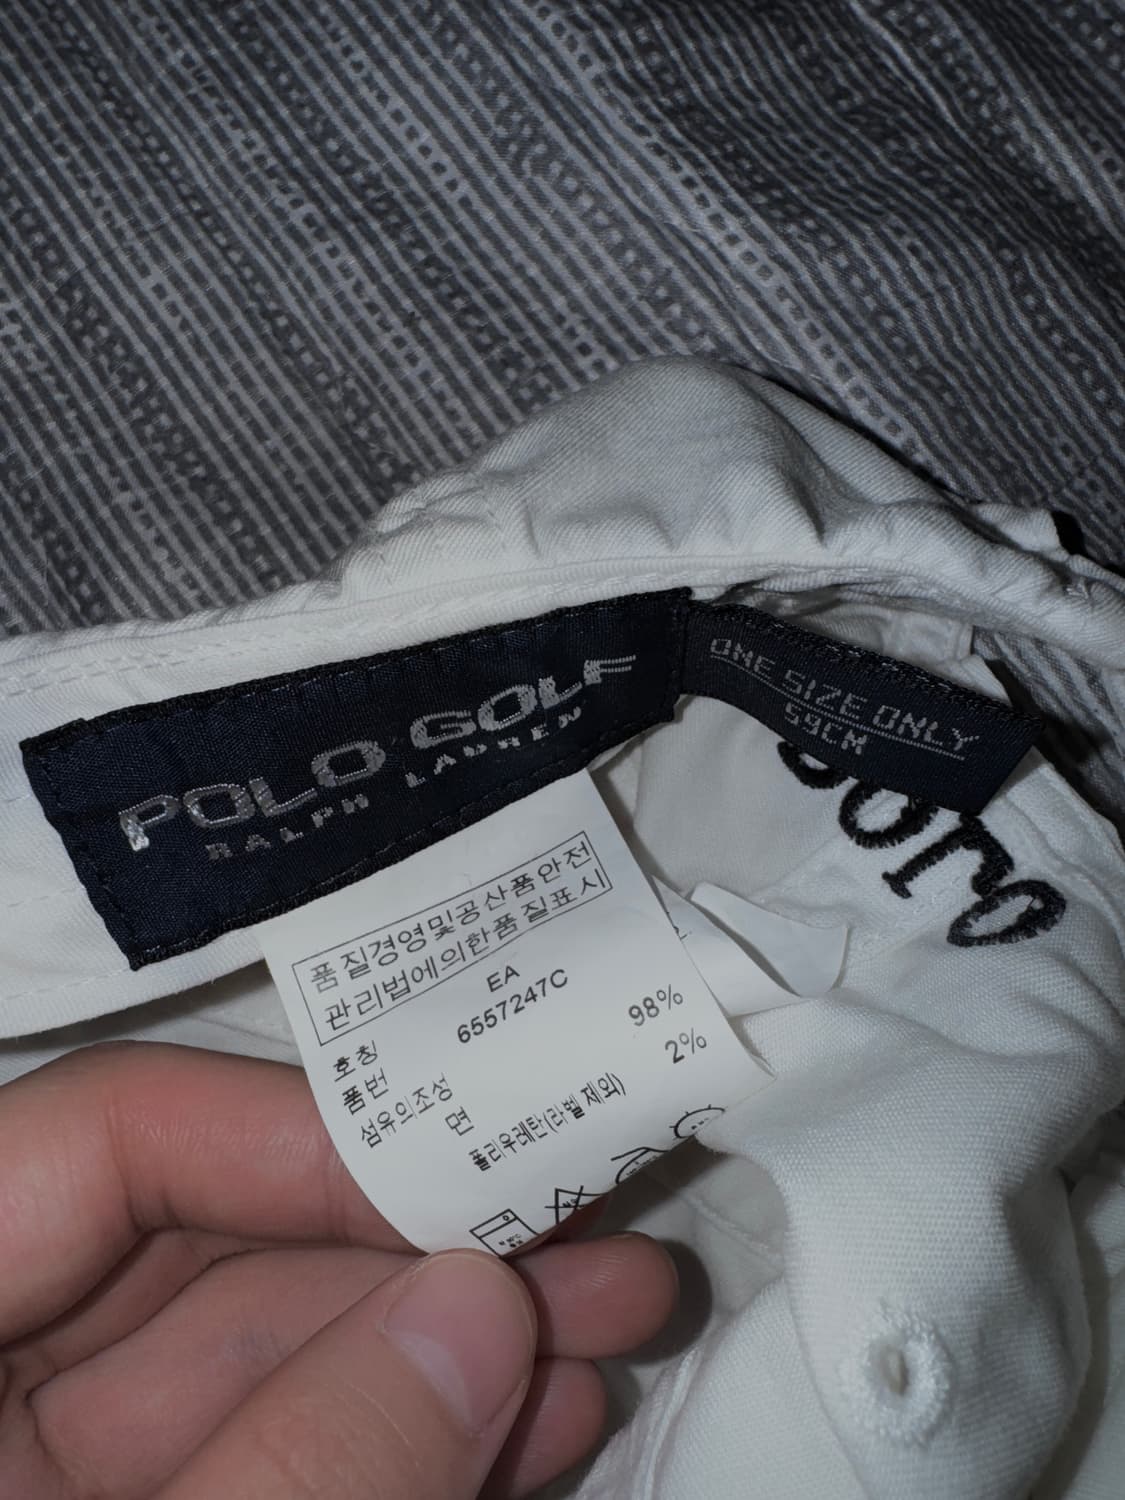 POLO GOLF
RALPH LAUREN
ONE SIZE ONLY
59CM
품질경영및공산품안전
관리법에의한품질표시
호칭 EA
품번 6557247C
섬유의조성
면 98%
폴리우레탄(라벨 제외) 2%